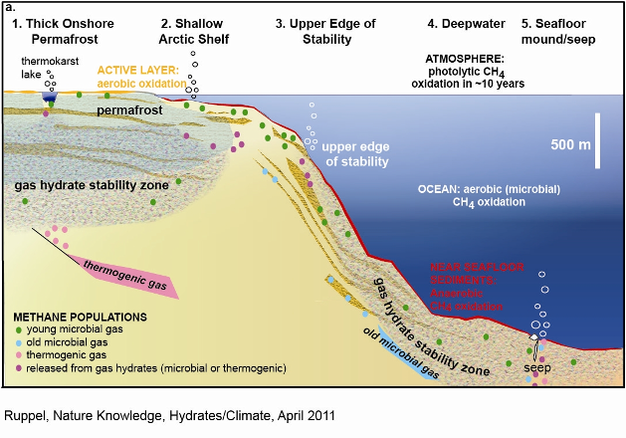 a.
1. Thick Onshore
Permafrost
2. Shallow
Arctic Shelf
3. Upper Edge of
Stability
4. Deepwater
5. Seafloor
mound/seep
thermokarst
lake
ACTIVE LAYER:
aerobic oxidation
ATMOSPHERE:
photolytic CH4
oxidation in ~10 years
permafrost
upper edge
of stability
500 m
gas hydrate stability zone
OCEAN: aerobic (microbial)
CH4 oxidation
thermogenic gas
NEAR SEAFLOOR
SEDIMENTS:
Anaerobic
CH4 oxidation
gas hydrate stability zone
old microbial gas
seep
METHANE POPULATIONS
young microbial gas
old microbial gas
thermogenic gas
released from gas hydrates (microbial or thermogenic)
Ruppel, Nature Knowledge, Hydrates/Climate, April 2011